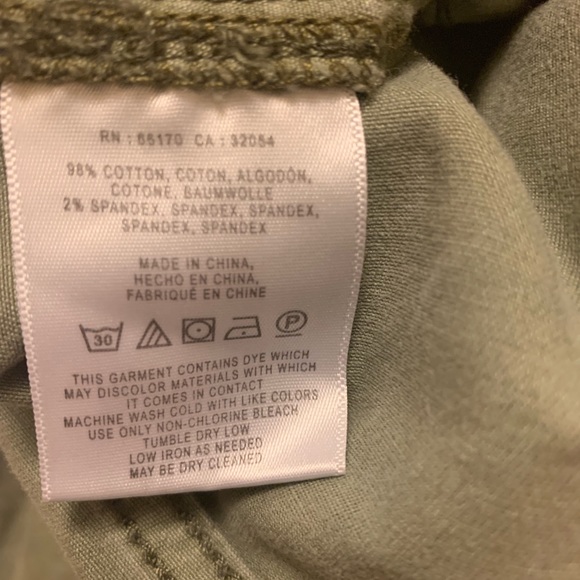 RN : 55170 CA : 32054
98% COTTON, COTON, ALGODÓN,
COTONE, BAUMWOLLE
2% SPANDEX, SPANDEX, SPANDEX,
SPANDEX, SPANDEX
MADE IN CHINA,
HECHO EN CHINA,
FABRIQUÉ EN CHINE
30 P
THIS GARMENT CONTAINS DYE WHICH
MAY DISCOLOR MATERIALS WITH WHICH
IT COMES IN CONTACT
MACHINE WASH COLD WITH LIKE COLORS
USE ONLY NON-CHLORINE BLEACH
TUMBLE DRY LOW
LOW IRON AS NEEDED
MAY BE DRY CLEANED